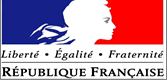 Liberté • Égalité • Fraternité
RÉPUBLIQUE FRANÇAISE